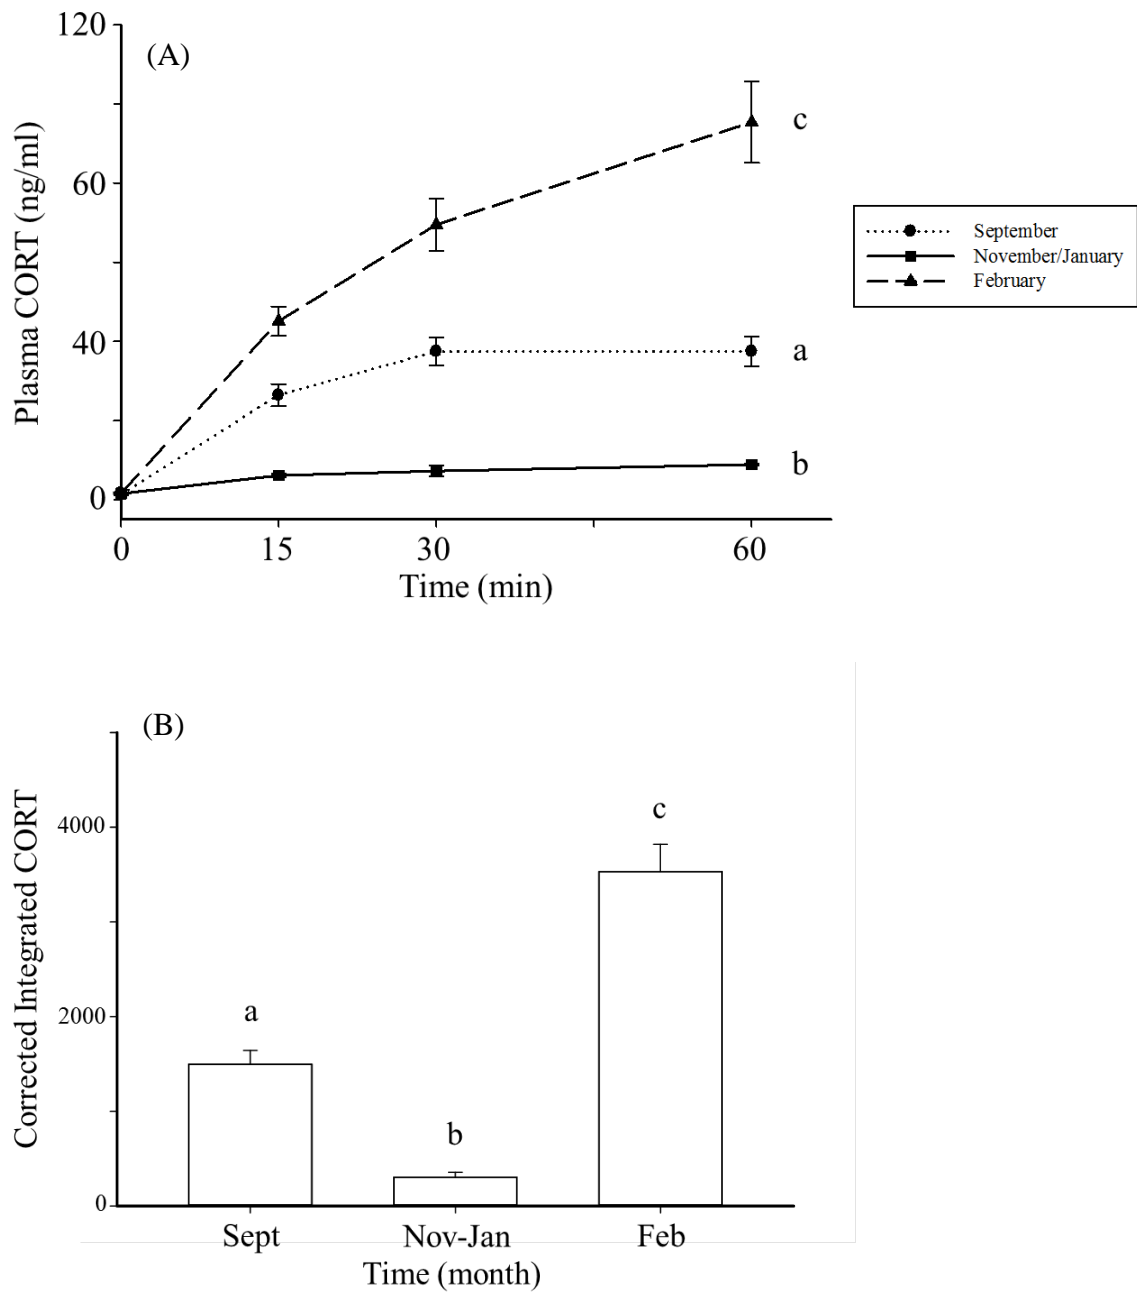 120
(A)
c
60
Plasma CORT (ng/ml)
September
November/January
February
40
a
b
0
0 15 30 60
Time (min)
(B)
c
4000
Corrected Integrated CORT
a
2000
b
0
Sept Nov-Jan Feb
Time (month)